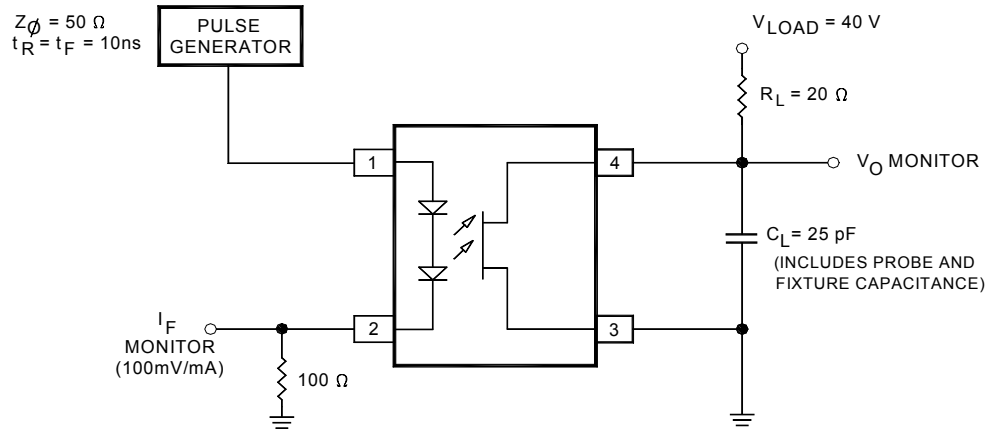 Z∅ = 50 Ω
tR = tF = 10ns
PULSE
GENERATOR
VLOAD = 40 V
RL = 20 Ω
1
4
VO MONITOR
CL = 25 pF
(INCLUDES PROBE AND
FIXTURE CAPACITANCE)
IF
MONITOR
(100mV/mA)
2
3
100 Ω